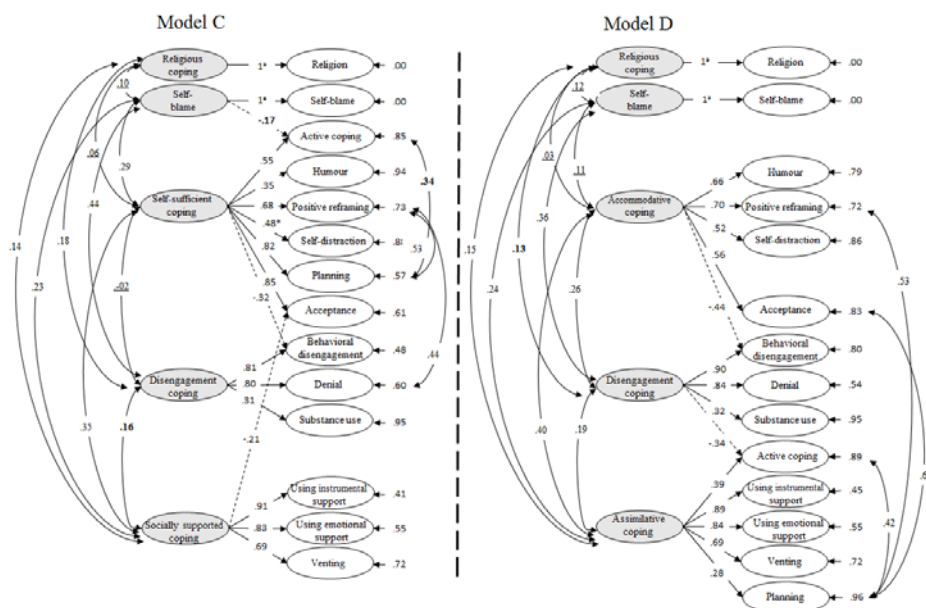 Model C
Religious
coping
1*
Religion
.00
.10
Self-
blame
1*
Self-blame
.00
-.17
Active coping
.85
.06
.29
.55
.35
Humour
.94
.34
.44
Self-sufficient
coping
.68
Positive reframing
.73
.48*
Self-distraction
.53
.14
.18
.82
Planning
.57
.23
.85
-.02
-.32
Acceptance
.61
Behavioral
disengagement
.48
.44
.81
Disengagement
coping
.80
Denial
.60
.31
Substance use
.95
.35
.16
-.21
.91
Using instrumental
support
.41
Socially supported
coping
.83
Using emotional
support
.55
.69
Venting
.72
Model D
Religious
coping
1*
Religion
.00
.12
Self-
blame
1*
Self-blame
.00
.03
.11
.66
Humour
.79
.36
Accommodative
coping
.70
Positive reframing
.72
.52
Self-distraction
.86
.15
.13
.56
.24
.26
.53
-.44
Acceptance
.83
Behavioral
disengagement
.80
.90
Disengagement
coping
.84
Denial
.54
.32
Substance use
.95
.40
.19
-.34
Active coping
.89
.39
Using instrumental
support
.45
.89
Assimilative
coping
.84
Using emotional
support
.55
.42
.69
Venting
.72
.28
Planning
.96